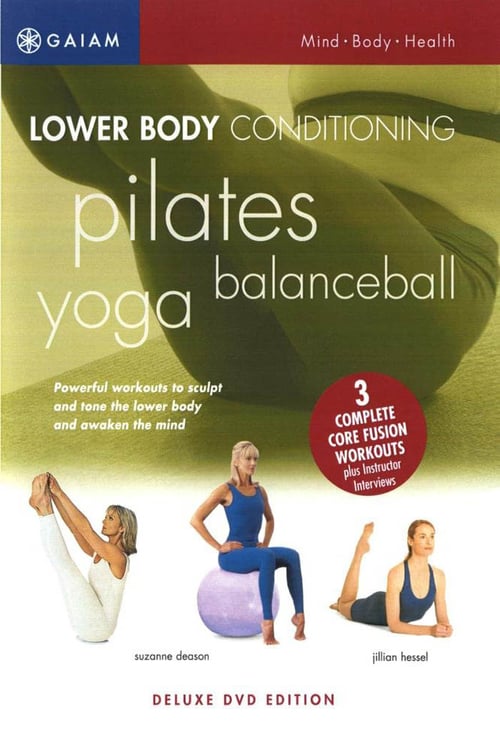 GAIAM
Mind · Body · Health
LOWER BODY CONDITIONING
pilates
balanceball
yoga
Powerful workouts to sculpt
and tone the lower body
and awaken the mind
3
COMPLETE
CORE FUSION
WORKOUTS
plus Instructor
Interviews
suzanne deason
jillian hessel
DELUXE DVD EDITION